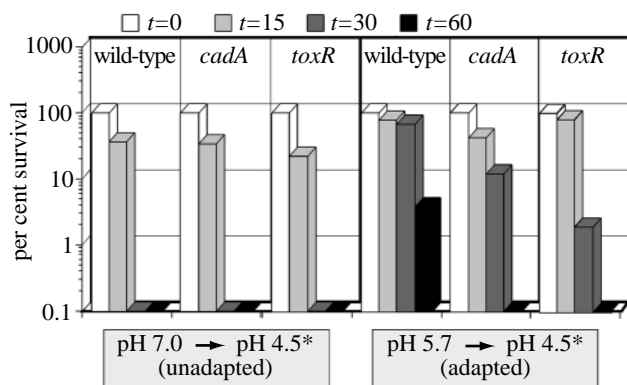 t=0 t=15 t=30 t=60
wild-type cadA toxR wild-type cadA toxR
per cent survival
1000
100
10
1
0.1
pH 7.0 → pH 4.5*
(unadapted)
pH 5.7 → pH 4.5*
(adapted)